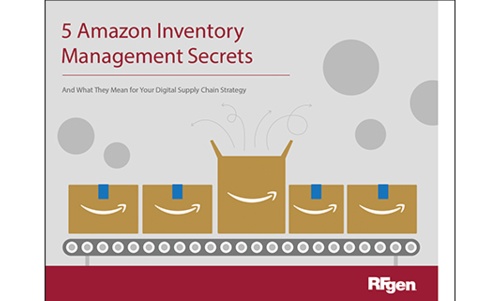 5 Amazon Inventory
Management Secrets
And What They Mean for Your Digital Supply Chain Strategy
RFgen